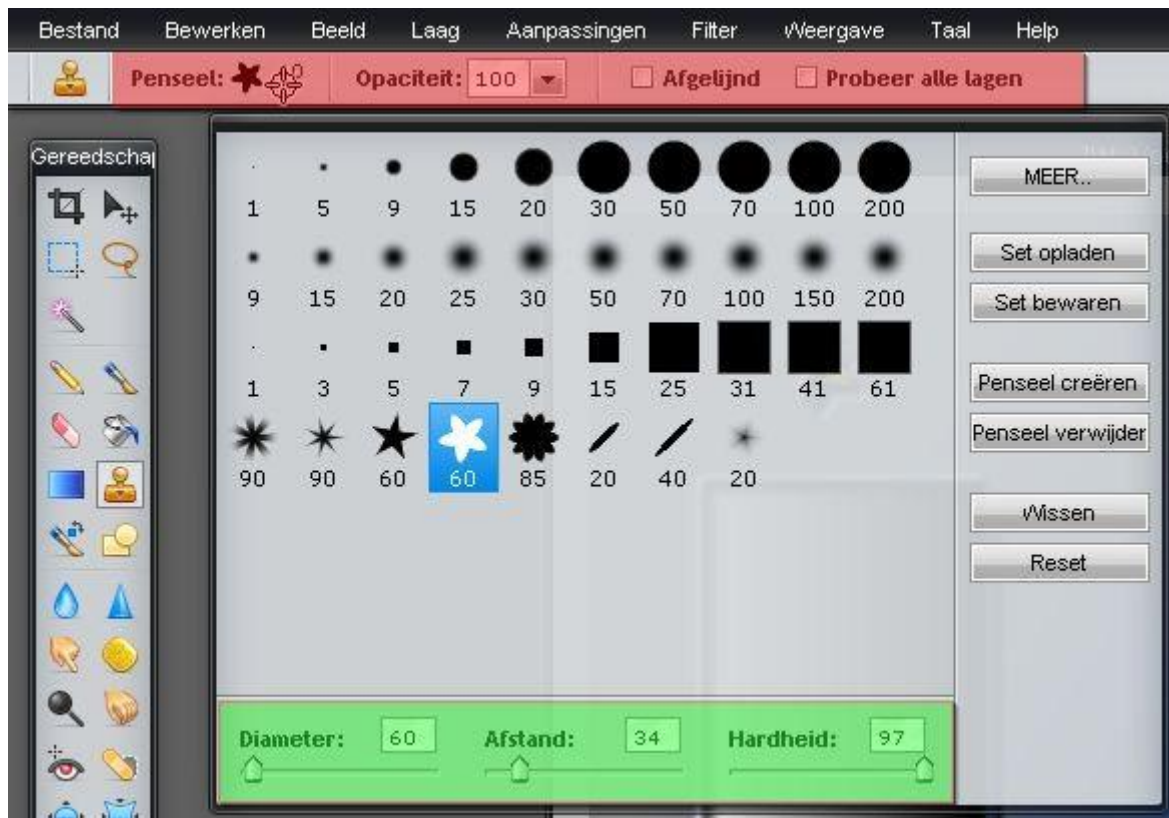 Bestand Bewerken Beeld Laag Aanpassingen Filter Weergave Taal Help
Penseel: Opaciteit: 100 Afgelijnd Probeer alle lagen
Gereedschap
1 5 9 15 20 30 50 70 100 200
9 15 20 25 30 50 70 100 150 200
1 3 5 7 9 15 25 31 41 61
90 90 60 60 85 20 40 20
MEER..
Set opladen
Set bewaren
Penseel creëren
Penseel verwijder
Wissen
Reset
Diameter: 60 Afstand: 34 Hardheid: 97